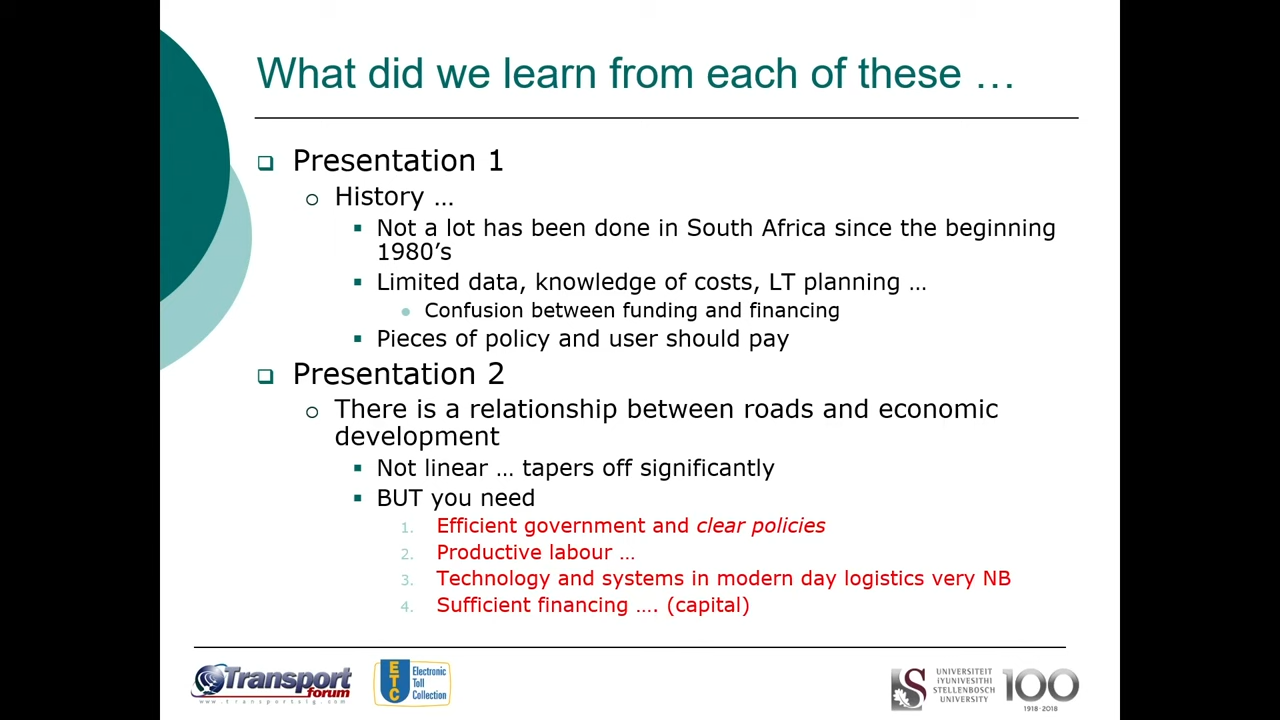 What did we learn from each of these …
❑ Presentation 1
○ History …
▪ Not a lot has been done in South Africa since the beginning
1980’s
▪ Limited data, knowledge of costs, LT planning …
● Confusion between funding and financing
▪ Pieces of policy and user should pay
❑ Presentation 2
○ There is a relationship between roads and economic
development
▪ Not linear … tapers off significantly
▪ BUT you need
1. Efficient government and clear policies
2. Productive labour …
3. Technology and systems in modern day logistics very NB
4. Sufficient financing …. (capital)
Transport
forum
www.transportsig.com
ETC
Electronic
Toll
Collection
S
UNIVERSITEIT
iYUNIVESITHI
STELLENBOSCH
UNIVERSITY
100
1918·2018